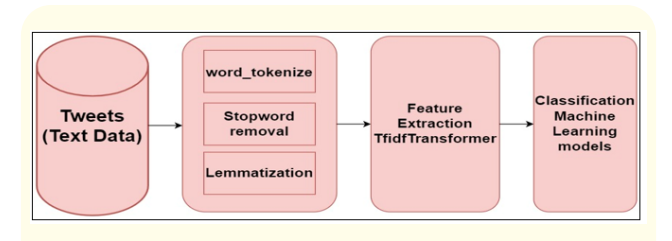 Tweets
(Text Data)
word_tokenize
Stopword
removal
Lemmatization
Feature
Extraction
TfidfTransformer
Classification
Machine
Learning
models